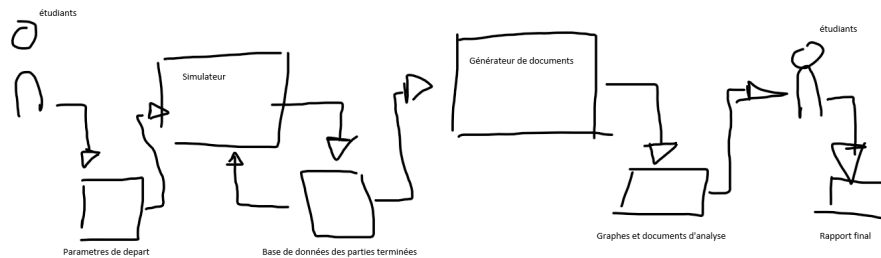 étudiants
étudiants
Simulateur
Générateur de documents
Parametres de depart
Base de données des parties terminées
Graphes et documents d'analyse
Rapport final